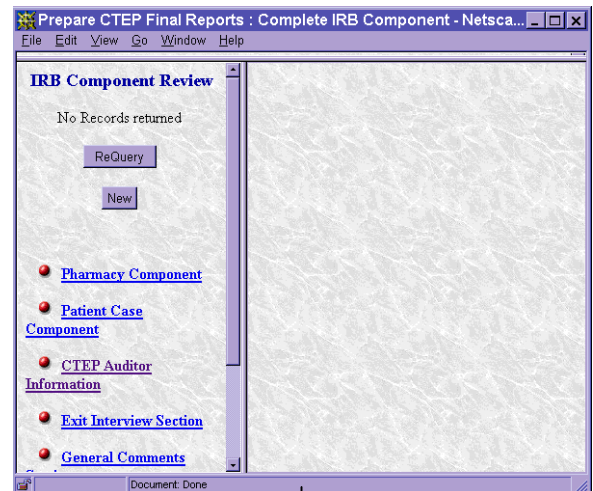 Prepare CTEP Final Reports : Complete IRB Component - Netsca...
File Edit View Go Window Help
IRB Component Review
No Records returned
ReQuery
New
Pharmacy Component
Patient Case
Component
CTEP Auditor
Information
Exit Interview Section
General Comments
Document: Done